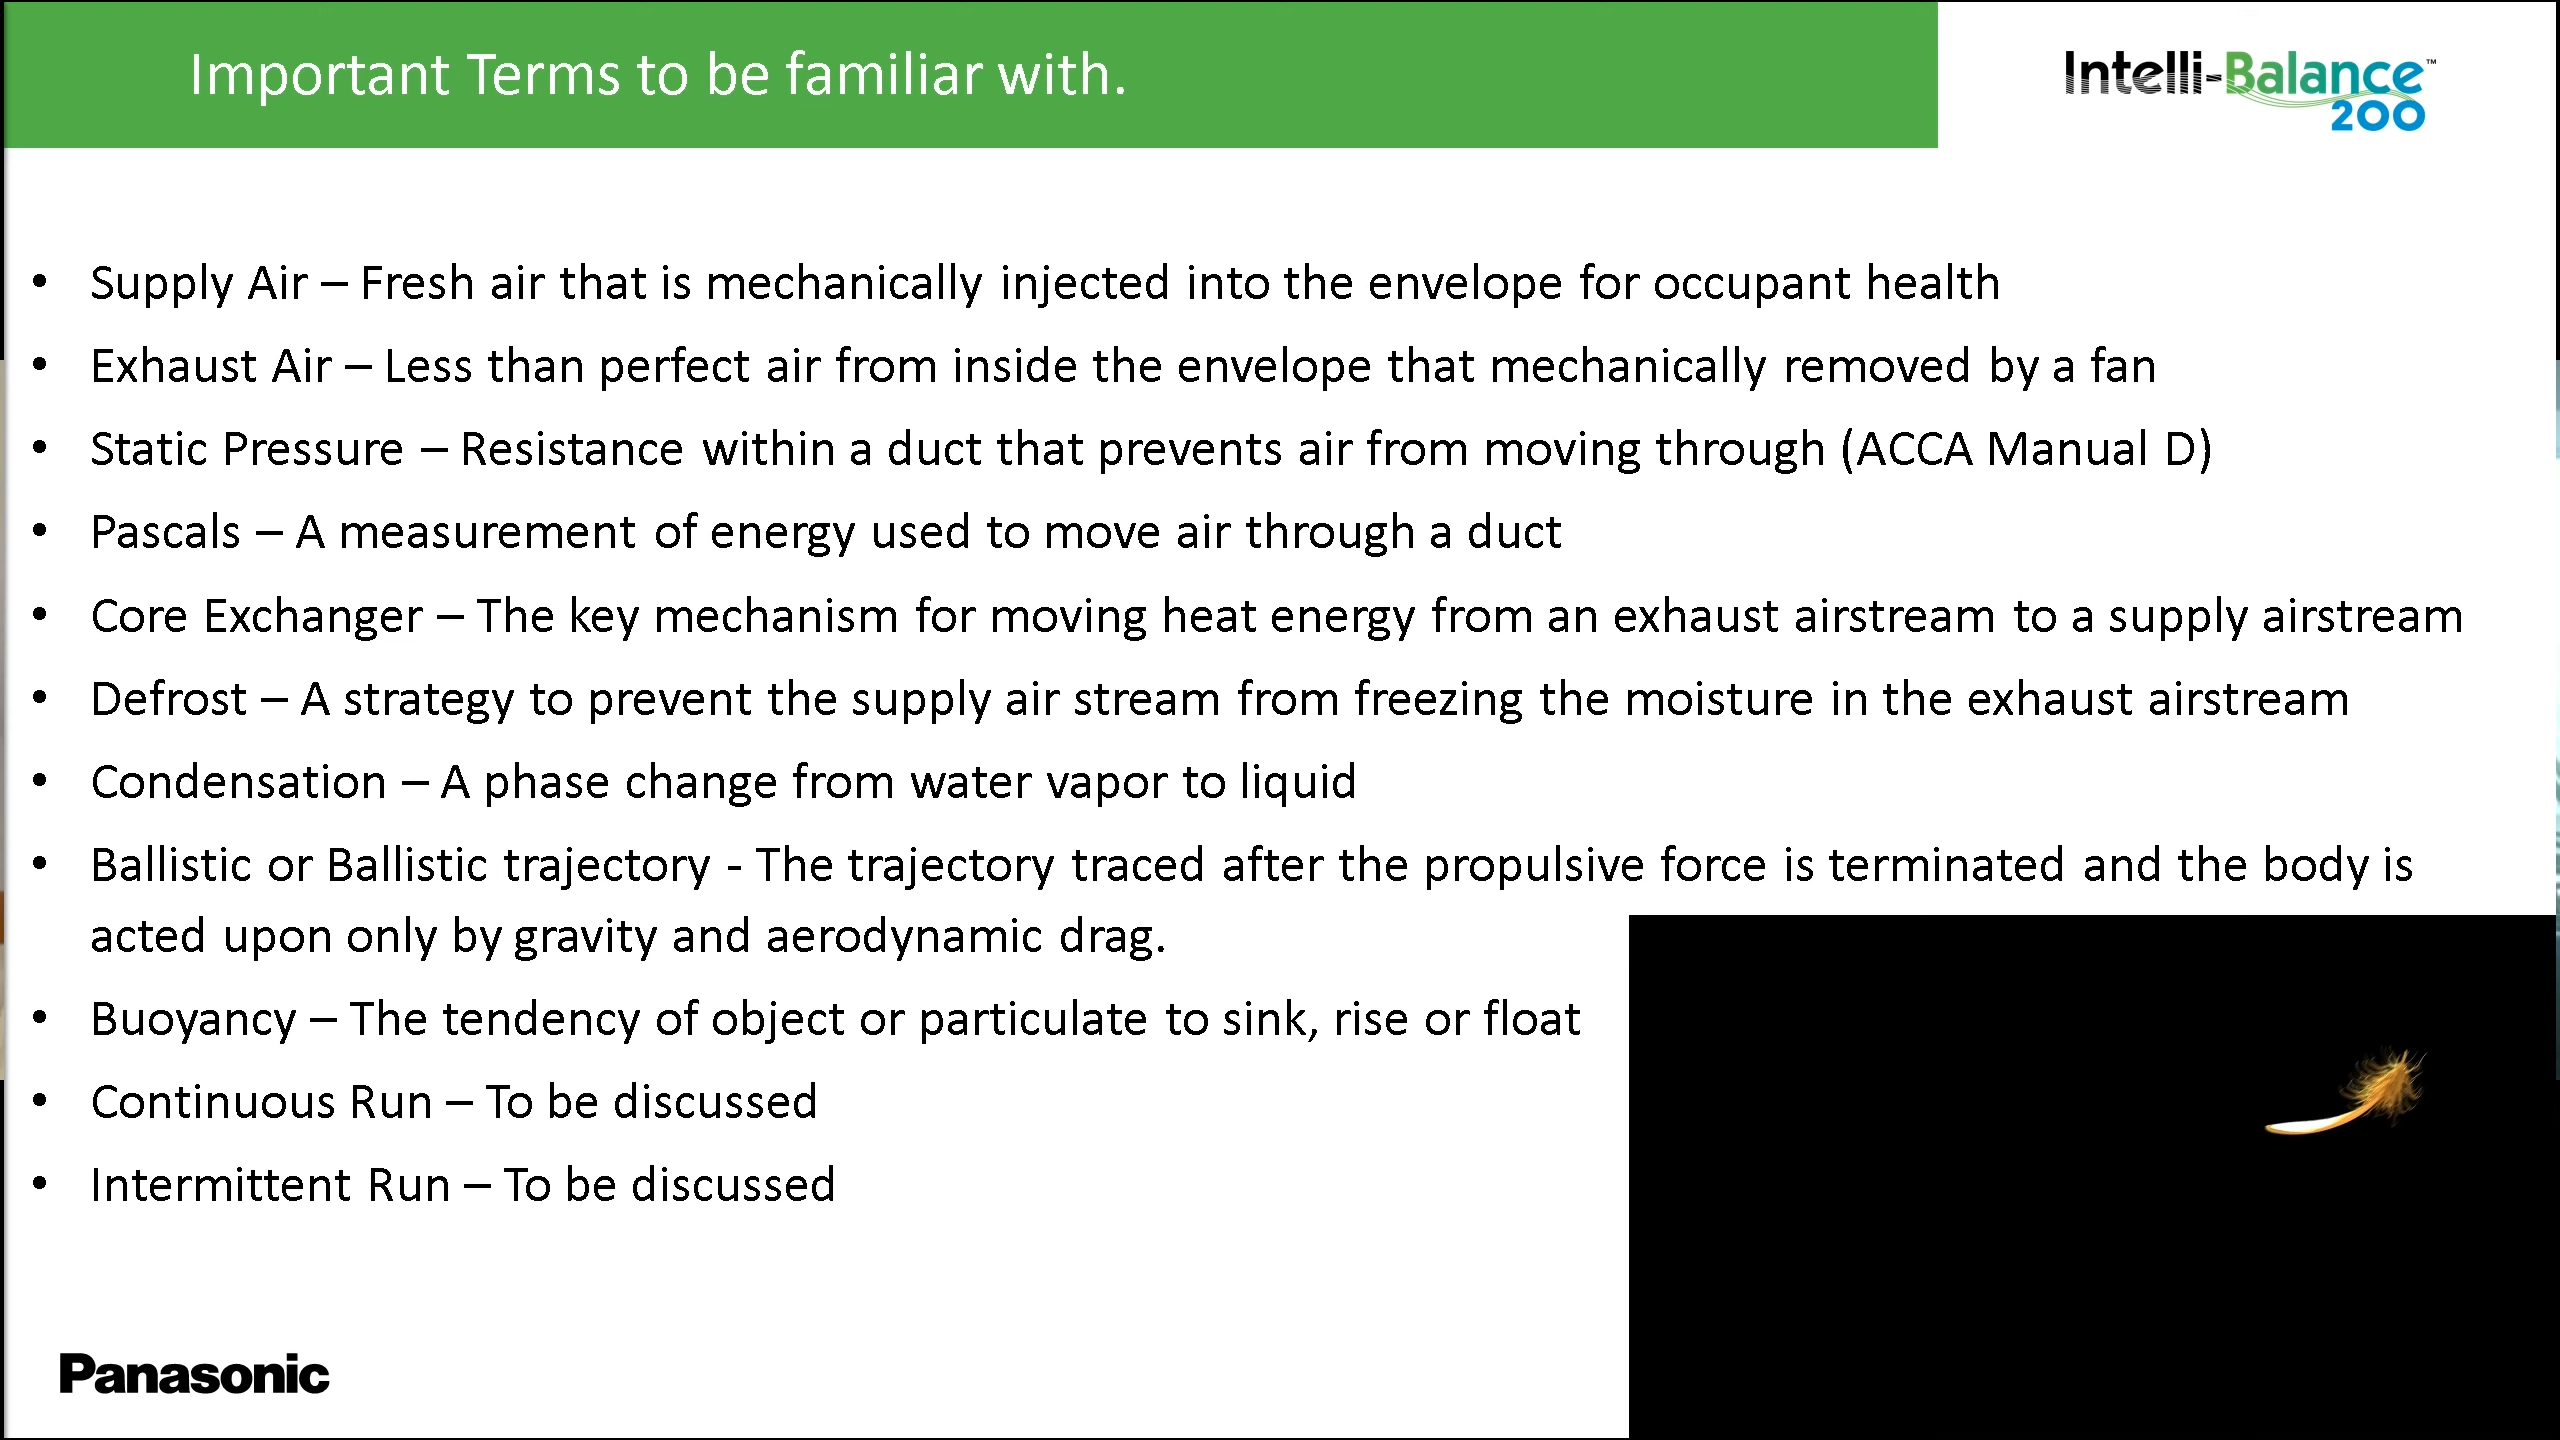 Important Terms to be familiar with.
Intelli-Balance™
200
• Supply Air – Fresh air that is mechanically injected into the envelope for occupant health
• Exhaust Air – Less than perfect air from inside the envelope that mechanically removed by a fan
• Static Pressure – Resistance within a duct that prevents air from moving through (ACCA Manual D)
• Pascals – A measurement of energy used to move air through a duct
• Core Exchanger – The key mechanism for moving heat energy from an exhaust airstream to a supply airstream
• Defrost – A strategy to prevent the supply air stream from freezing the moisture in the exhaust airstream
• Condensation – A phase change from water vapor to liquid
• Ballistic or Ballistic trajectory - The trajectory traced after the propulsive force is terminated and the body is
acted upon only by gravity and aerodynamic drag.
• Buoyancy – The tendency of object or particulate to sink, rise or float
• Continuous Run – To be discussed
• Intermittent Run – To be discussed
Panasonic